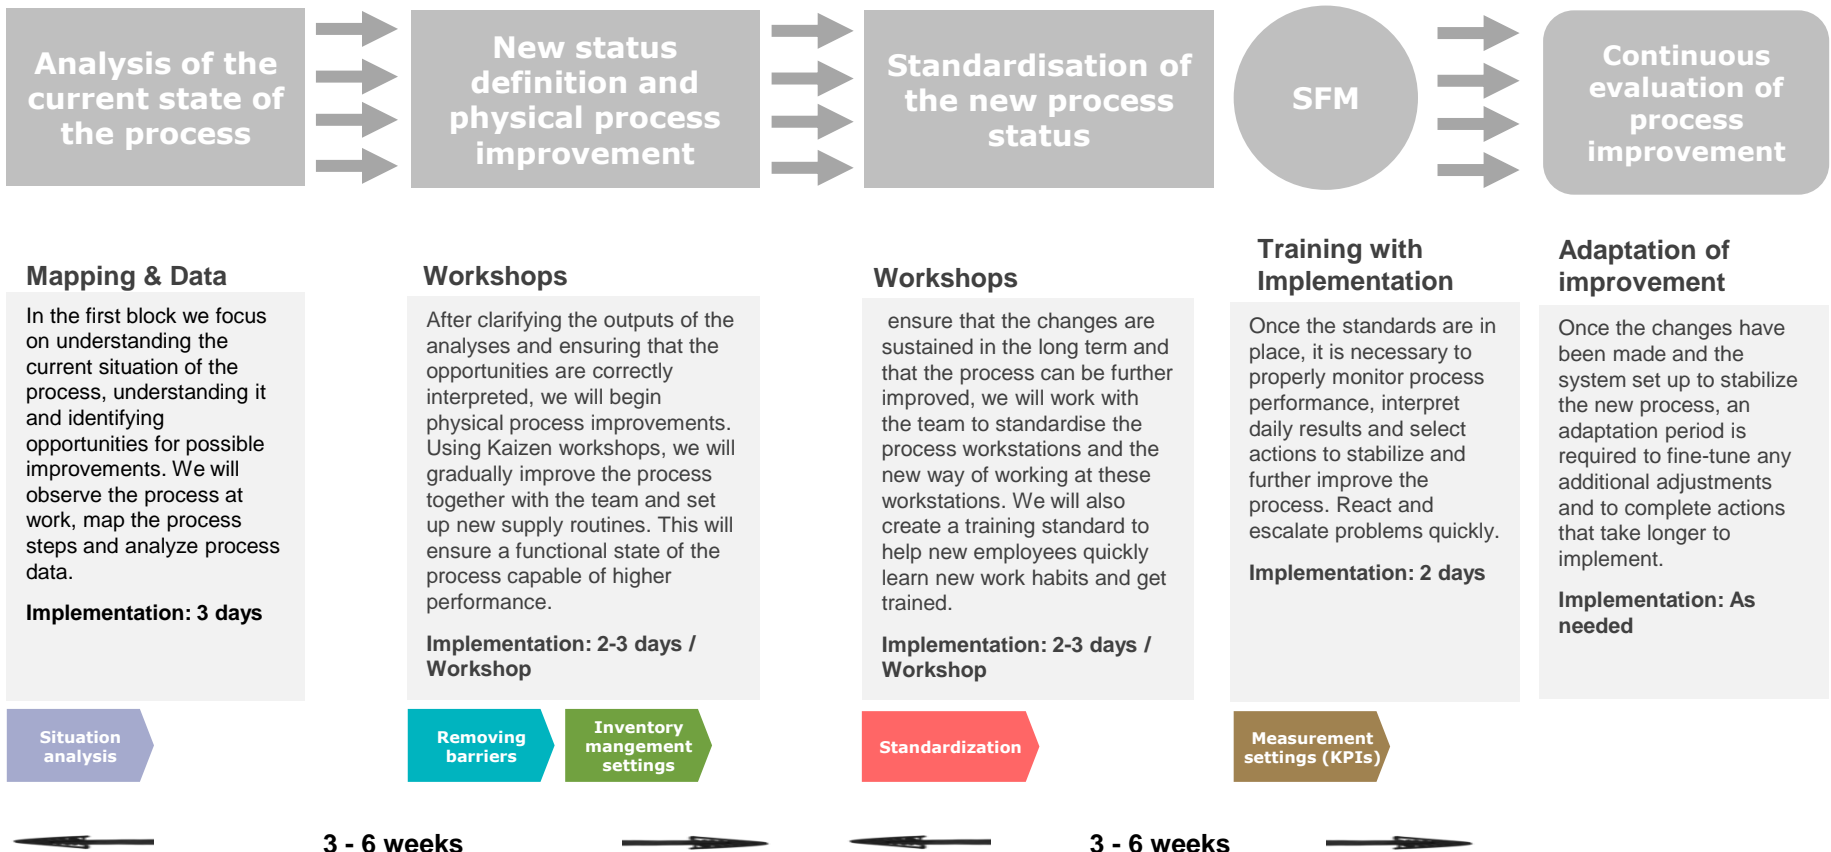 Analysis of the
current state of
the process
New status
definition and
physical process
improvement
Standardisation of
the new process
status
SFM
Continuous
evaluation of
process
improvement
Mapping & Data
In the first block we focus
on understanding the
current situation of the
process, understanding it
and identifying
opportunities for possible
improvements. We will
observe the process at
work, map the process
steps and analyze process
data.
Implementation: 3 days
Workshops
After clarifying the outputs of the
analyses and ensuring that the
opportunities are correctly
interpreted, we will begin
physical process improvements.
Using Kaizen workshops, we will
gradually improve the process
together with the team and set
up new supply routines. This will
ensure a functional state of the
process capable of higher
performance.
Implementation: 2-3 days /
Workshop
Workshops
ensure that the changes are
sustained in the long term and
that the process can be further
improved, we will work with
the team to standardise the
process workstations and the
new way of working at these
workstations. We will also
create a training standard to
help new employees quickly
learn new work habits and get
trained.
Implementation: 2-3 days /
Workshop
Training with
Implementation
Once the standards are in
place, it is necessary to
properly monitor process
performance, interpret
daily results and select
actions to stabilize and
further improve the
process. React and
escalate problems quickly.
Implementation: 2 days
Adaptation of
improvement
Once the changes have
been made and the
system set up to stabilize
the new process, an
adaptation period is
required to fine-tune any
additional adjustments
and to complete actions
that take longer to
implement.
Implementation: As
needed
Situation
analysis
Removing
barriers
Inventory
mangement
settings
Standardization
Measurement
settings (KPIs)
3 - 6 weeks
3 - 6 weeks